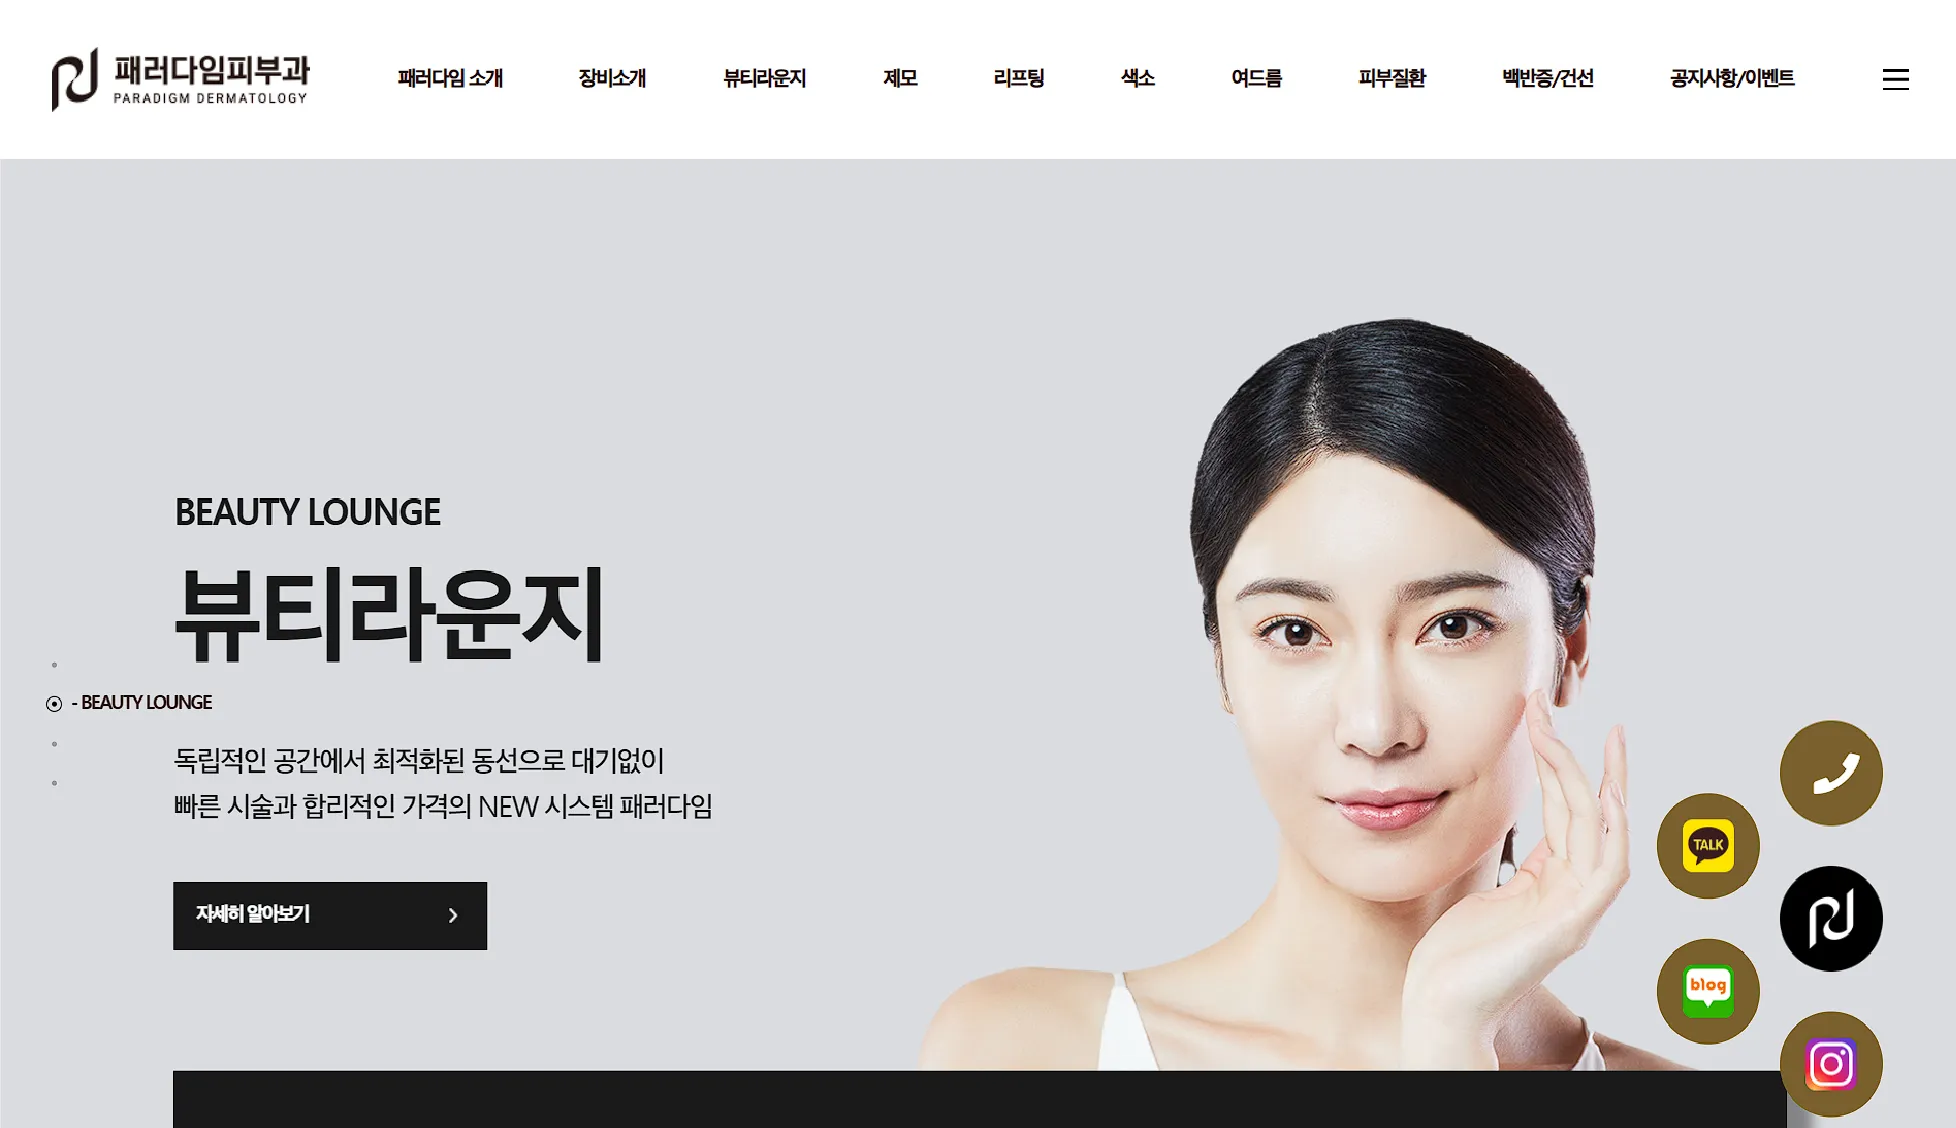 패러다임피부과
PARADIGM DERMATOLOGY
패러다임 소개
장비소개
뷰티라운지
제모
리프팅
색소
여드름
피부질환
백반증/건선
공지사항/이벤트
BEAUTY LOUNGE
뷰티라운지
- BEAUTY LOUNGE
독립적인 공간에서 최적화된 동선으로 대기없이
빠른 시술과 합리적인 가격의 NEW 시스템 패러다임
자세히 알아보기
TALK
blog